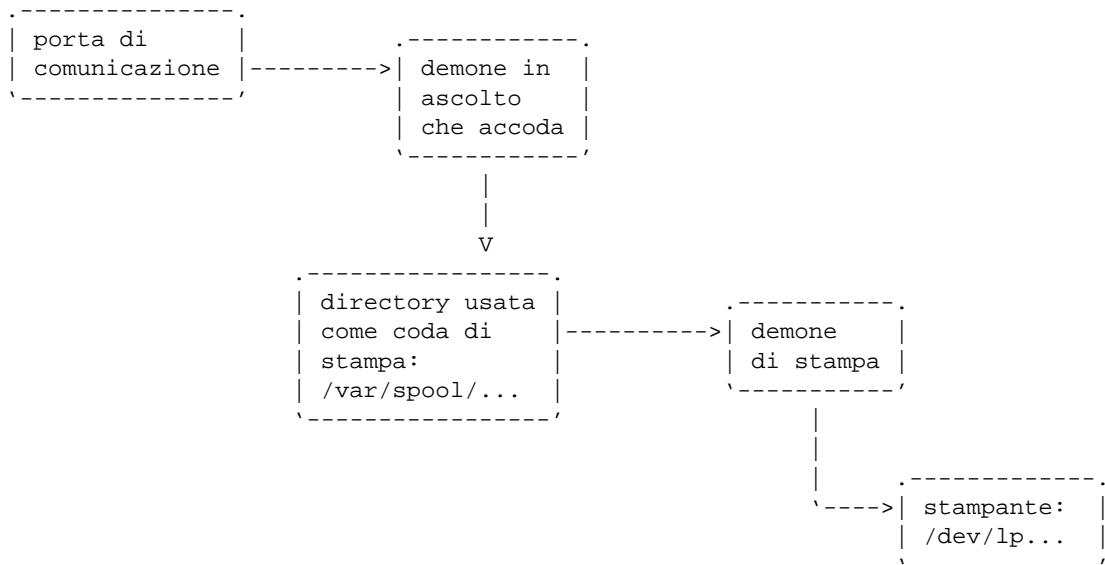 porta di
comunicazione
demone in
ascolto
che accoda
V
directory usata
come coda di
stampa:
/var/spool/...
demone
di stampa
stampante:
/dev/lp...